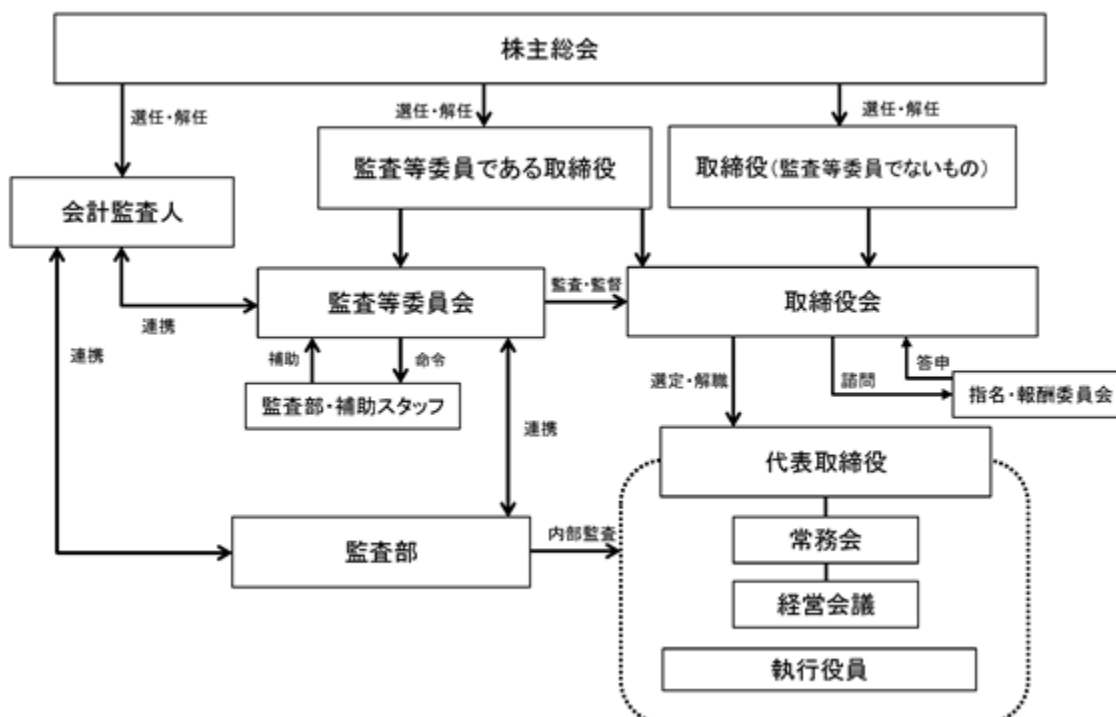 株主総会
選任・解任
選任・解任
選任・解任
監査等委員である取締役
取締役（監査等委員でないもの）
会計監査人
監査等委員会
監査・監督
取締役会
連携
連携
補助
命令
選定・解職
諮問
答申
監査部・補助スタッフ
指名・報酬委員会
連携
代表取締役
監査部
内部監査
常務会
経営会議
執行役員